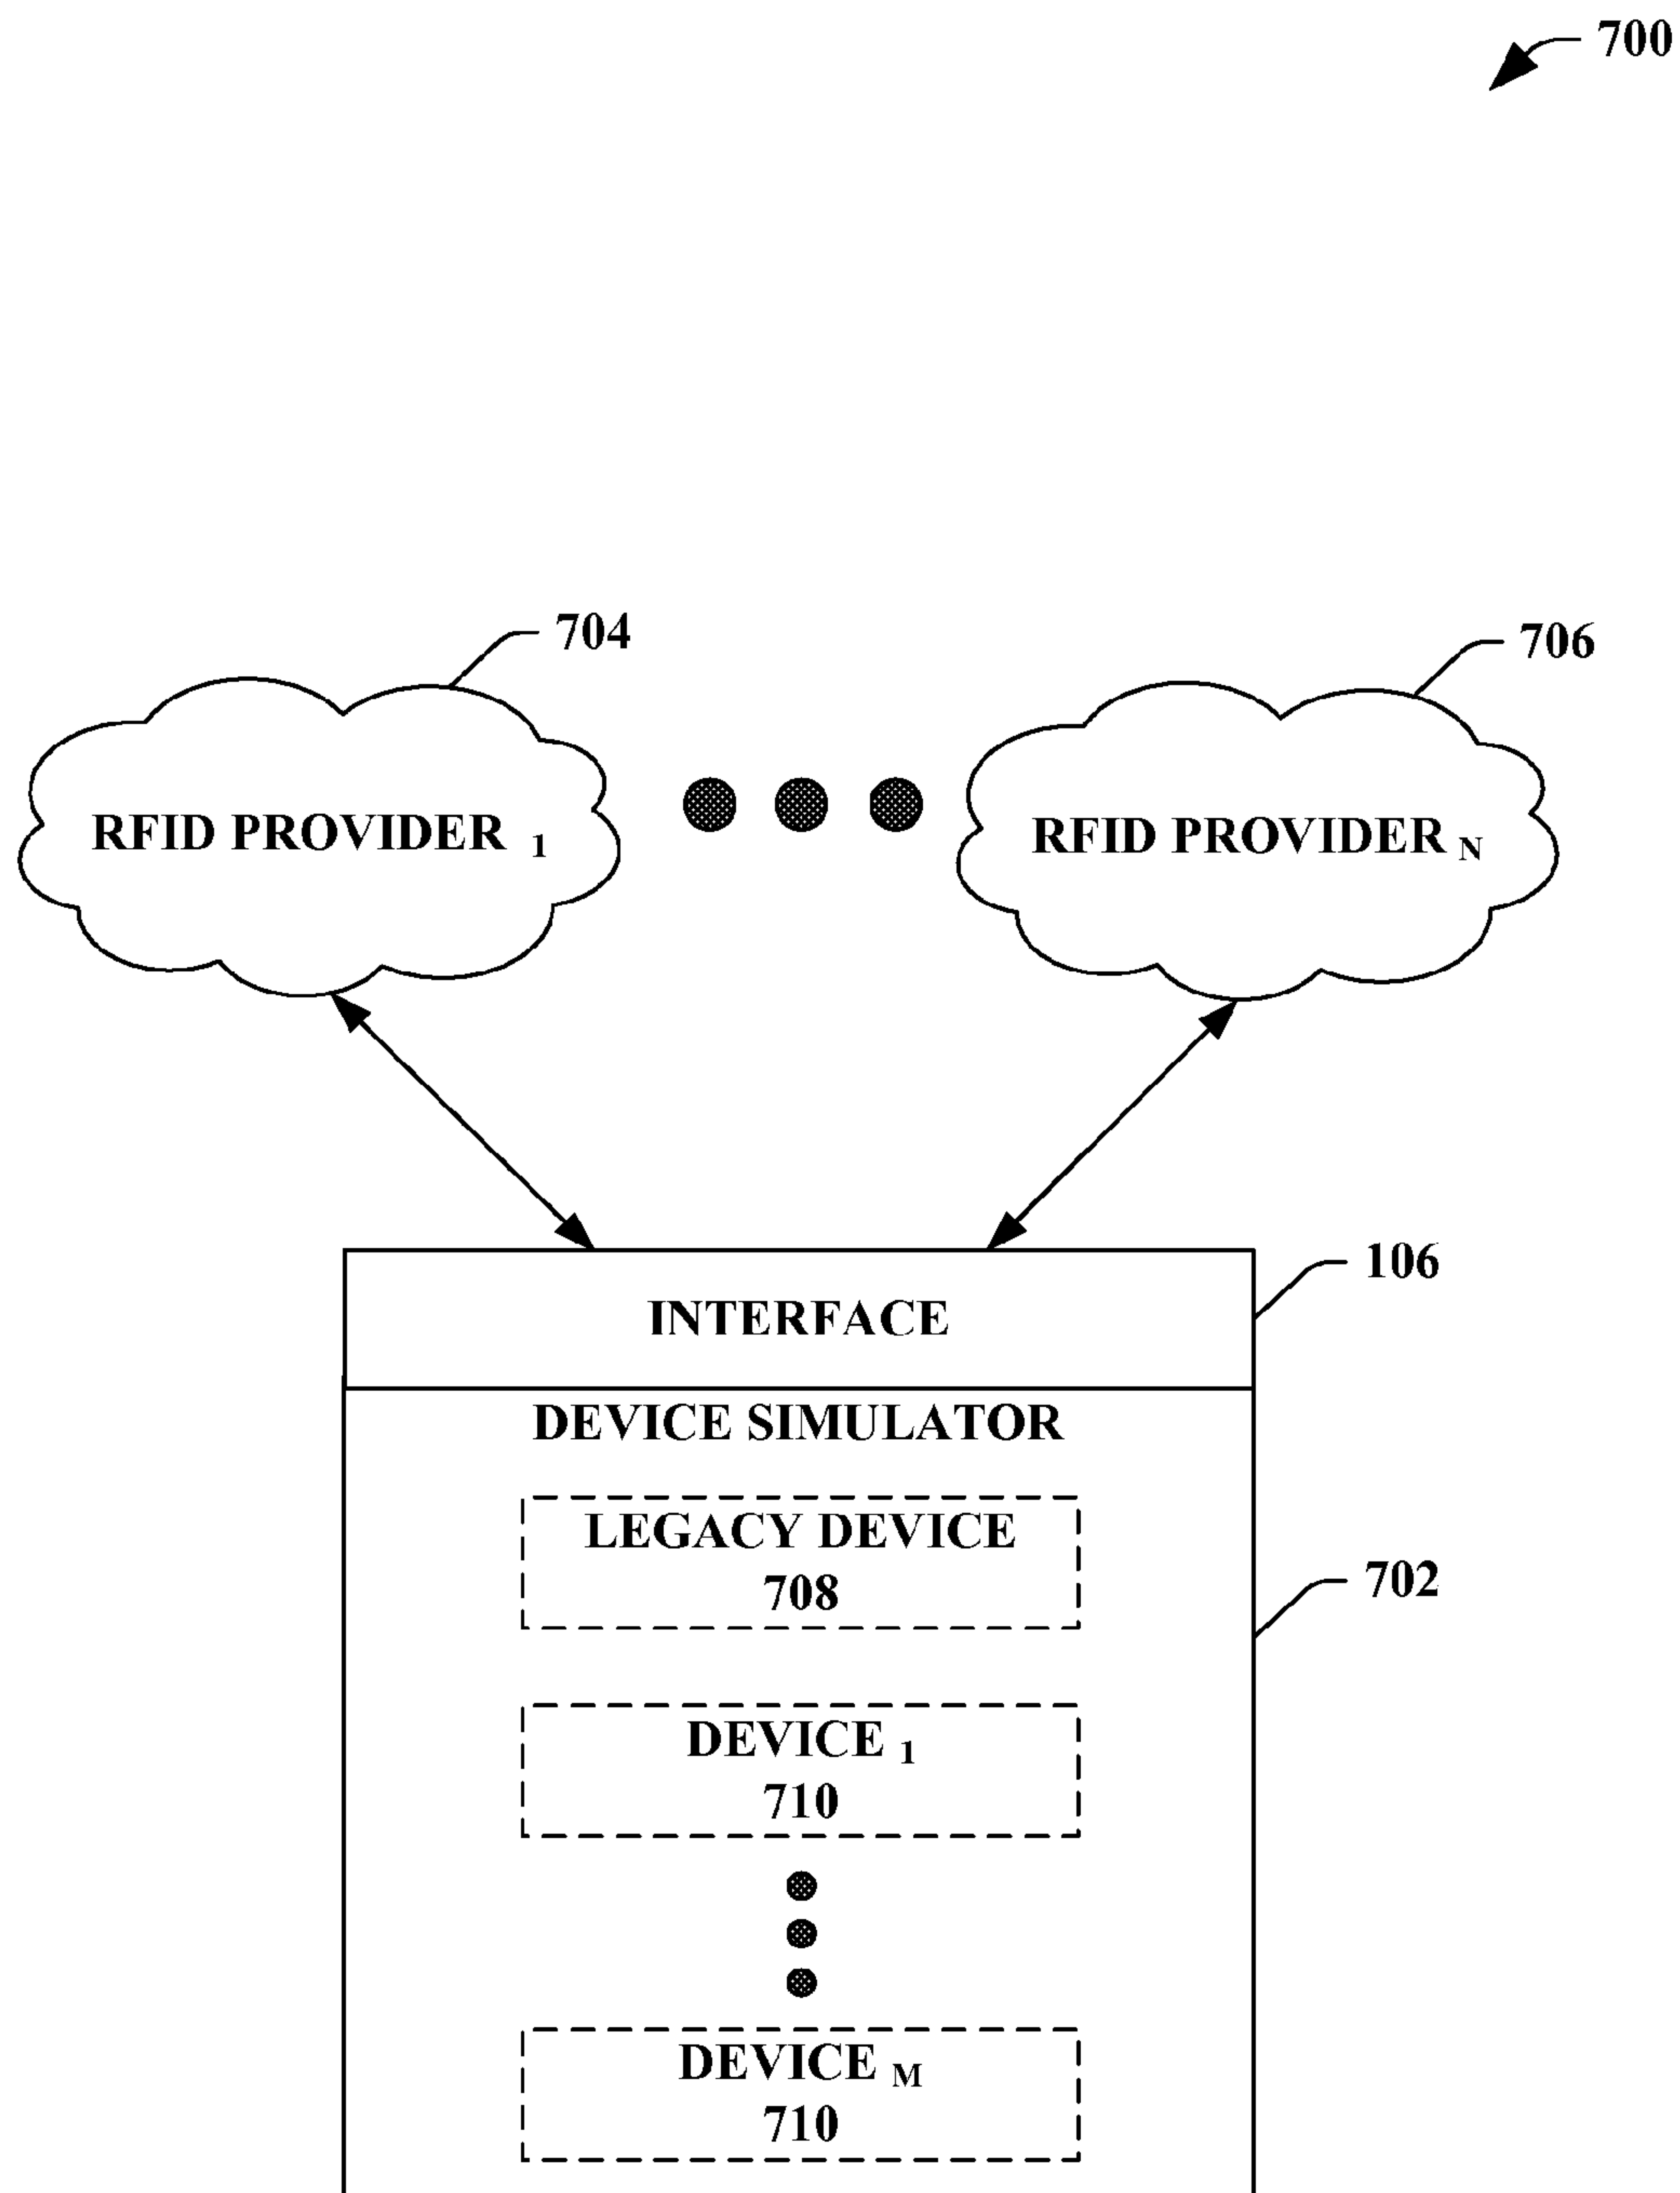 700
704
706
RFID PROVIDER 1
RFID PROVIDER N
106
INTERFACE
DEVICE SIMULATOR
LEGACY DEVICE
708
702
DEVICE 1
710
DEVICE M
710